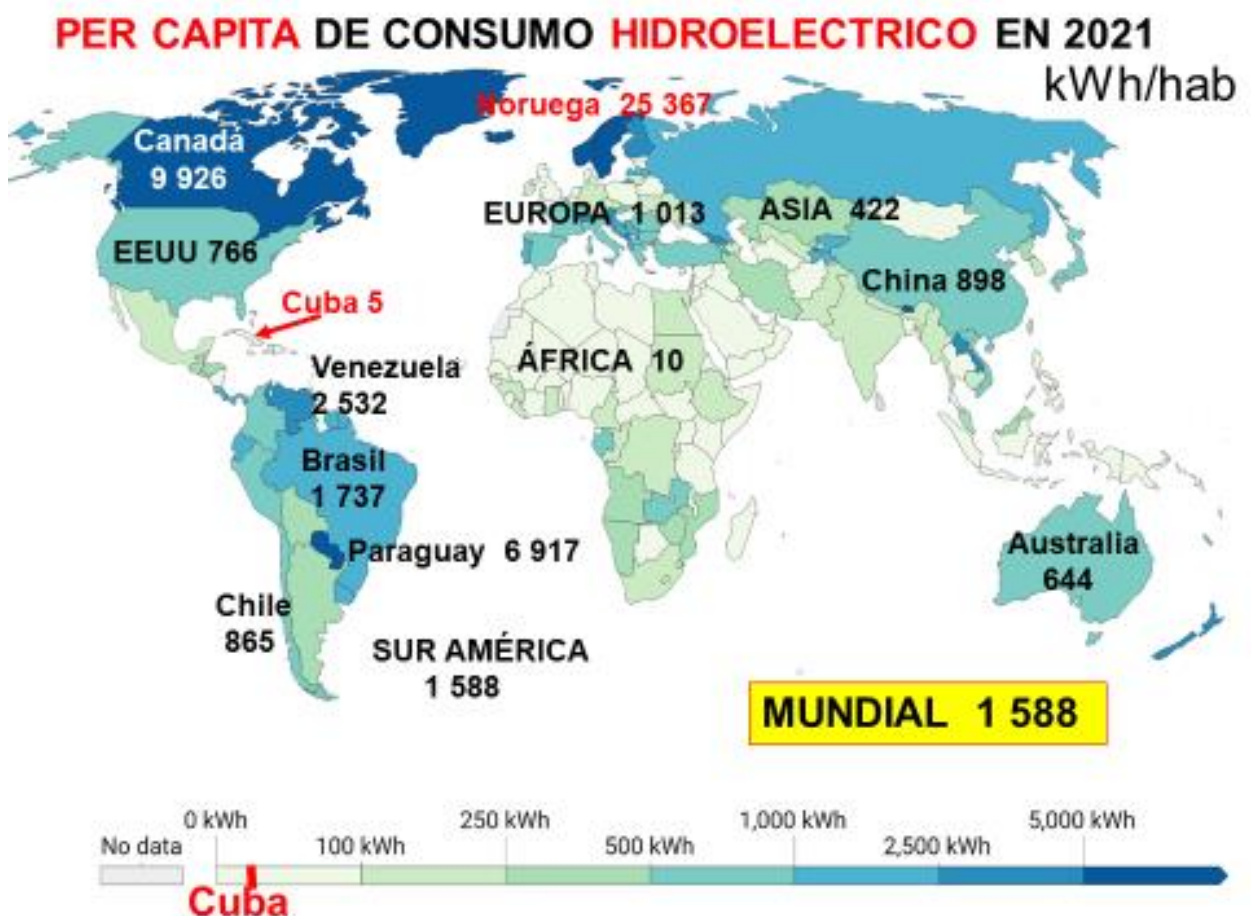 PER CAPITA DE CONSUMO HIDROELECTRICO EN 2021
kWh/hab
Noruega 25 367
Canadá
9 926
EUROPA 1 013
ASIA 422
EEUU 766
China 898
Cuba 5
Venezuela
2 532
ÁFRICA 10
Brasil
1 737
Paraguay 6 917
Australia
644
Chile
865
SUR AMÉRICA
1 588
MUNDIAL 1 588
No data
0 kWh
100 kWh
250 kWh
500 kWh
1,000 kWh
2,500 kWh
5,000 kWh
Cuba